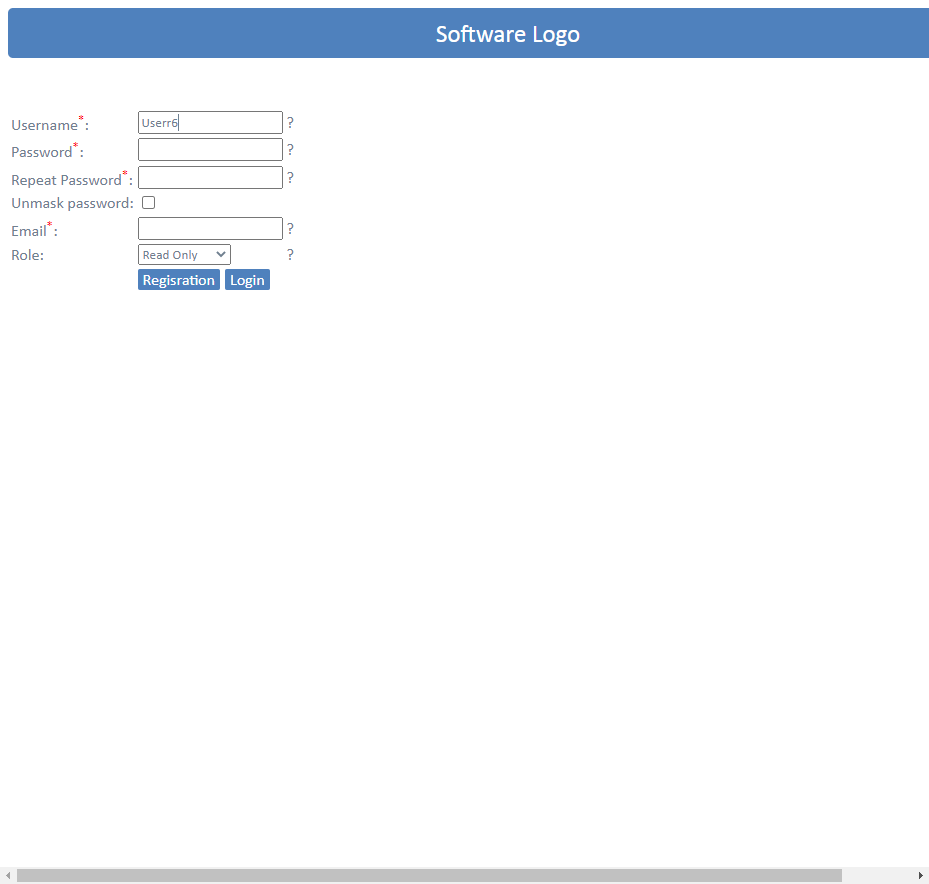 Software Logo
Username*: Userr6 ?
Password*: ?
Repeat Password*: ?
Unmask password:
Email*: ?
Role: Read Only ?
Regisration Login